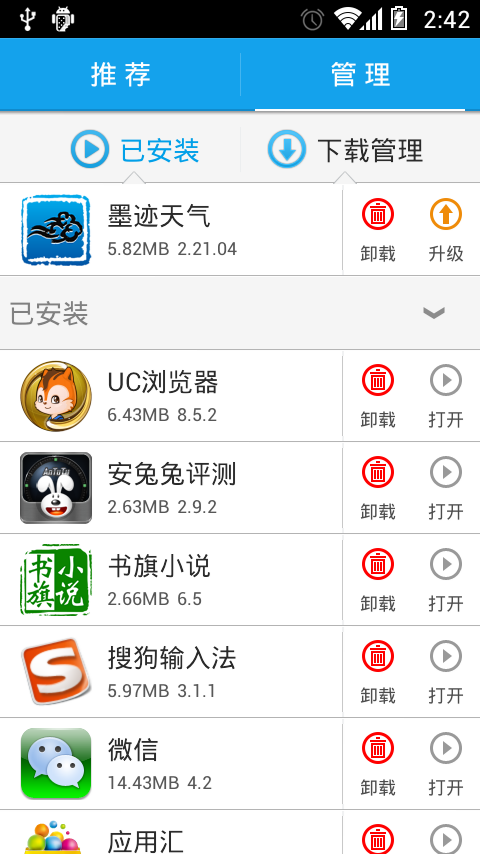 2:42
推荐
管理
已安装
下载管理
墨迹天气
5.82MB 2.21.04
卸载
升级
已安装
UC浏览器
6.43MB 8.5.2
卸载
打开
AnTuTu
安兔兔评测
2.63MB 2.9.2
卸载
打开
书旗小说
书旗小说
2.66MB 6.5
卸载
打开
S
搜狗输入法
5.97MB 3.1.1
卸载
打开
微信
14.43MB 4.2
卸载
打开
应用汇